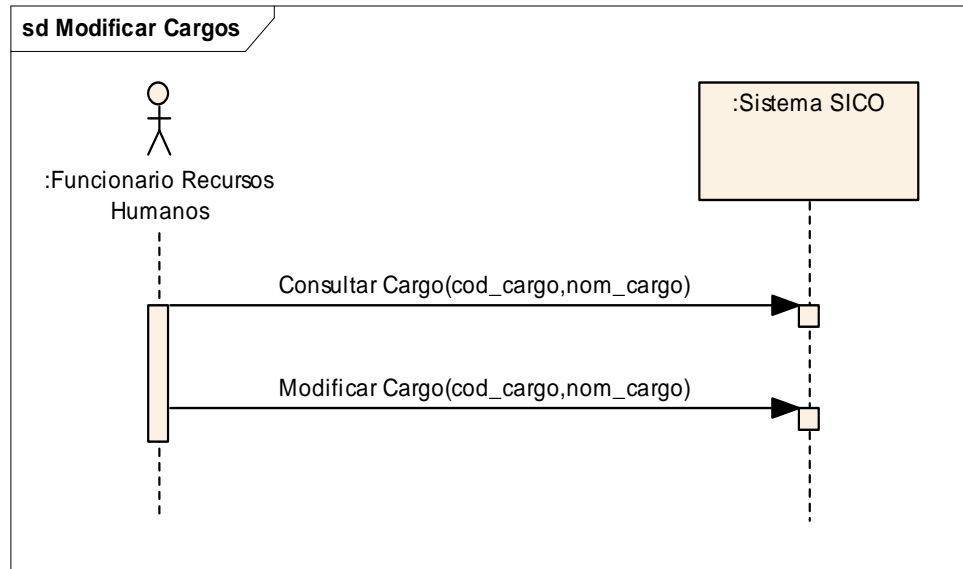 sd Modificar Cargos
:Funcionario Recursos
Humanos
:Sistema SICO
Consultar Cargo(cod_cargo,nom_cargo)
Modificar Cargo(cod_cargo,nom_cargo)